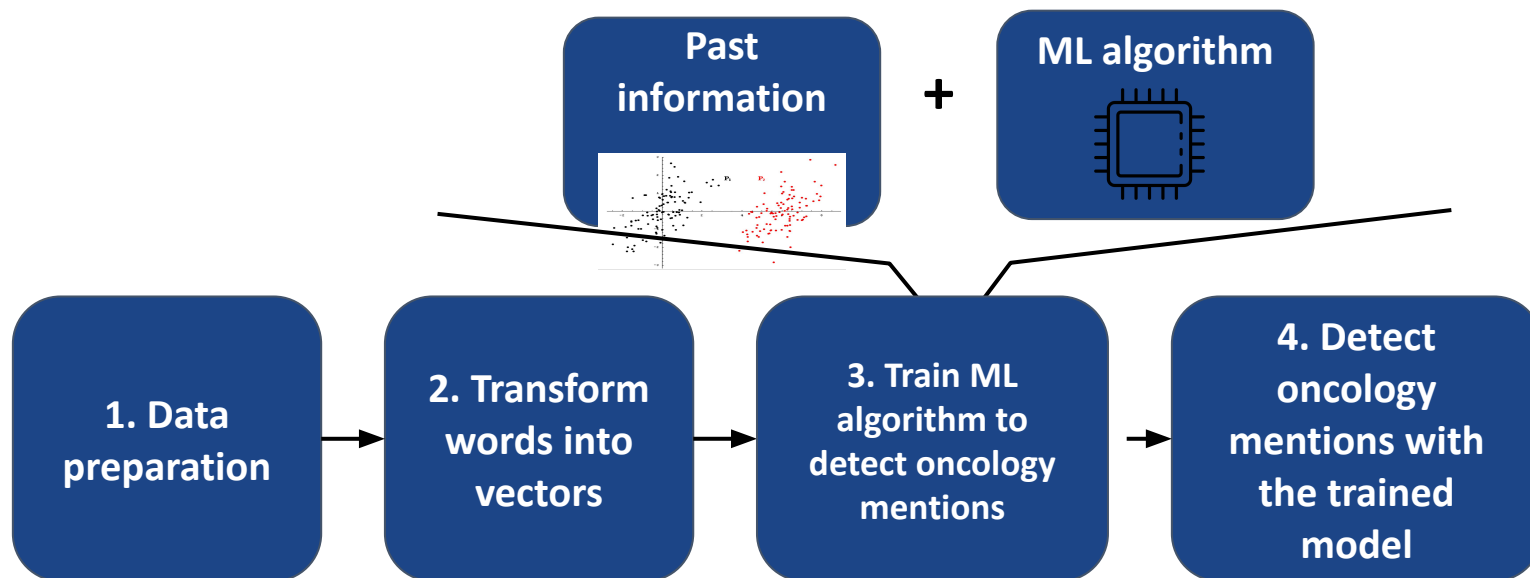 Past
information
+
ML algorithm
1. Data
preparation
2. Transform
words into
vectors
3. Train ML
algorithm to
detect oncology
mentions
4. Detect
oncology
mentions with
the trained
model